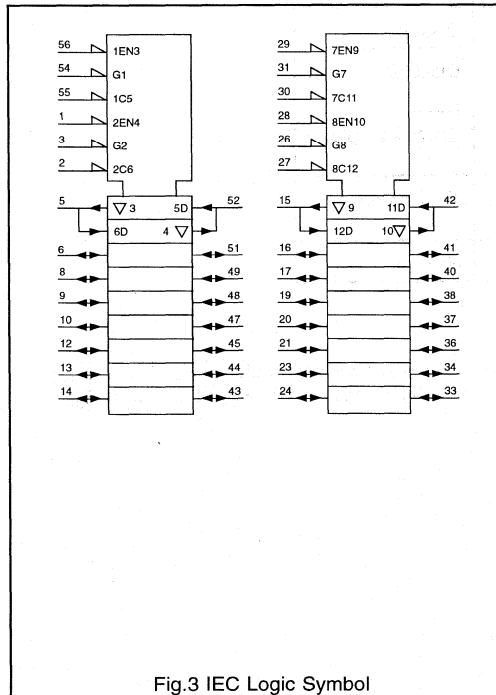 56 1EN3
54 G1
55 1C5
1 2EN4
3 G2
2 2C6
5 ▽ 3 5D 52
6D 4 ▽
6 51
8 49
9 48
10 47
12 45
13 44
14 43
29 7EN9
31 G7
30 7C11
28 8EN10
26 G8
27 8C12
15 ▽ 9 11D 42
12D 10 ▽
16 41
17 40
19 38
20 37
21 36
23 34
24 33
Fig.3 IEC Logic Symbol